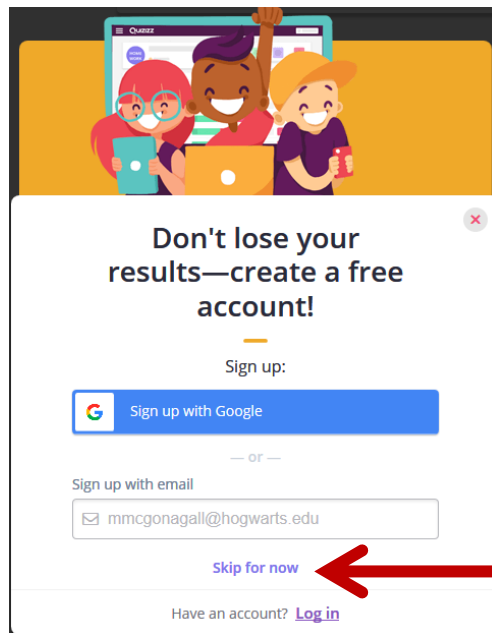 QUIZIZZ
Don't lose your
results—create a free
account!
Sign up:
Sign up with Google
— or —
Sign up with email
mmcgonagall@hogwarts.edu
Skip for now
Have an account? Log in